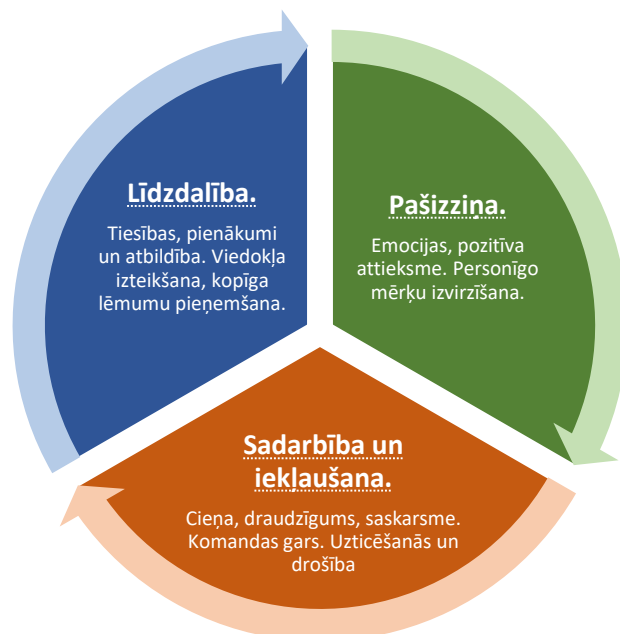 Līdzdalība.
Tiesības, pienākumi
un atbildība. Viedokļa
izteikšana, kopīga
lēmumu pieņemšana.
Pašizziņa.
Emocijas, pozitīva
attieksme. Personīgo
mērķu izvirzīšana.
Sadarbība un
iekļaušana.
Cieņa, draudzīgums, saskarsme.
Komandas gars. Uzticēšanās un
drošība